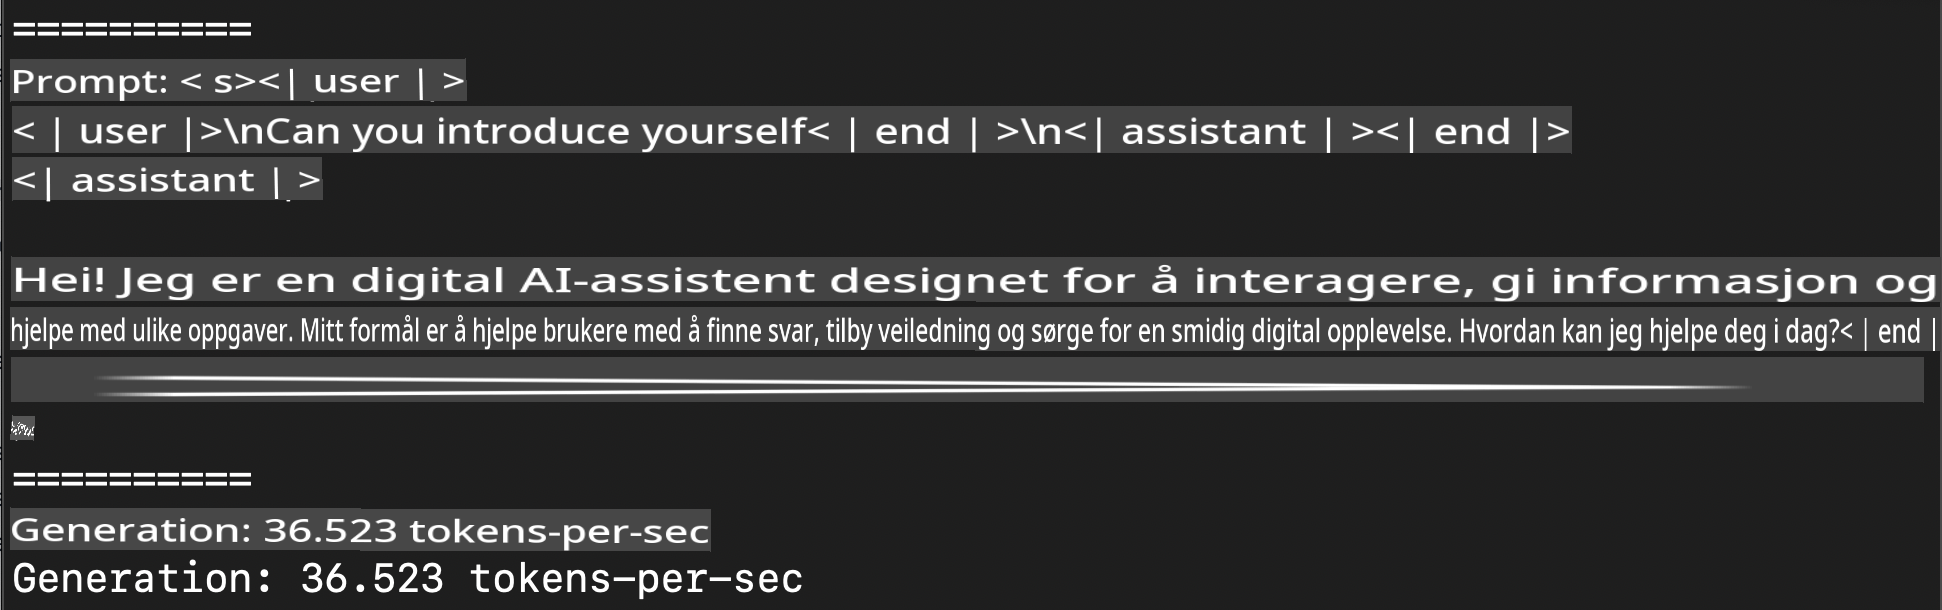 ==========
Prompt: < s><| user | >
< | user |>\nCan you introduce yourself< | end | >\n<| assistant | ><| end |>
<| assistant | >
Hei! Jeg er en digital AI-assistent designet for å interagere, gi informasjon og
hjelpe med ulike oppgaver. Mitt formål er å hjelpe brukere med å finne svar, tilby veiledning og sørge for en smidig digital opplevelse. Hvordan kan jeg hjelpe deg i dag?< | end |
==========
Generation: 36.523 tokens-per-sec
Generation: 36.523 tokens-per-sec